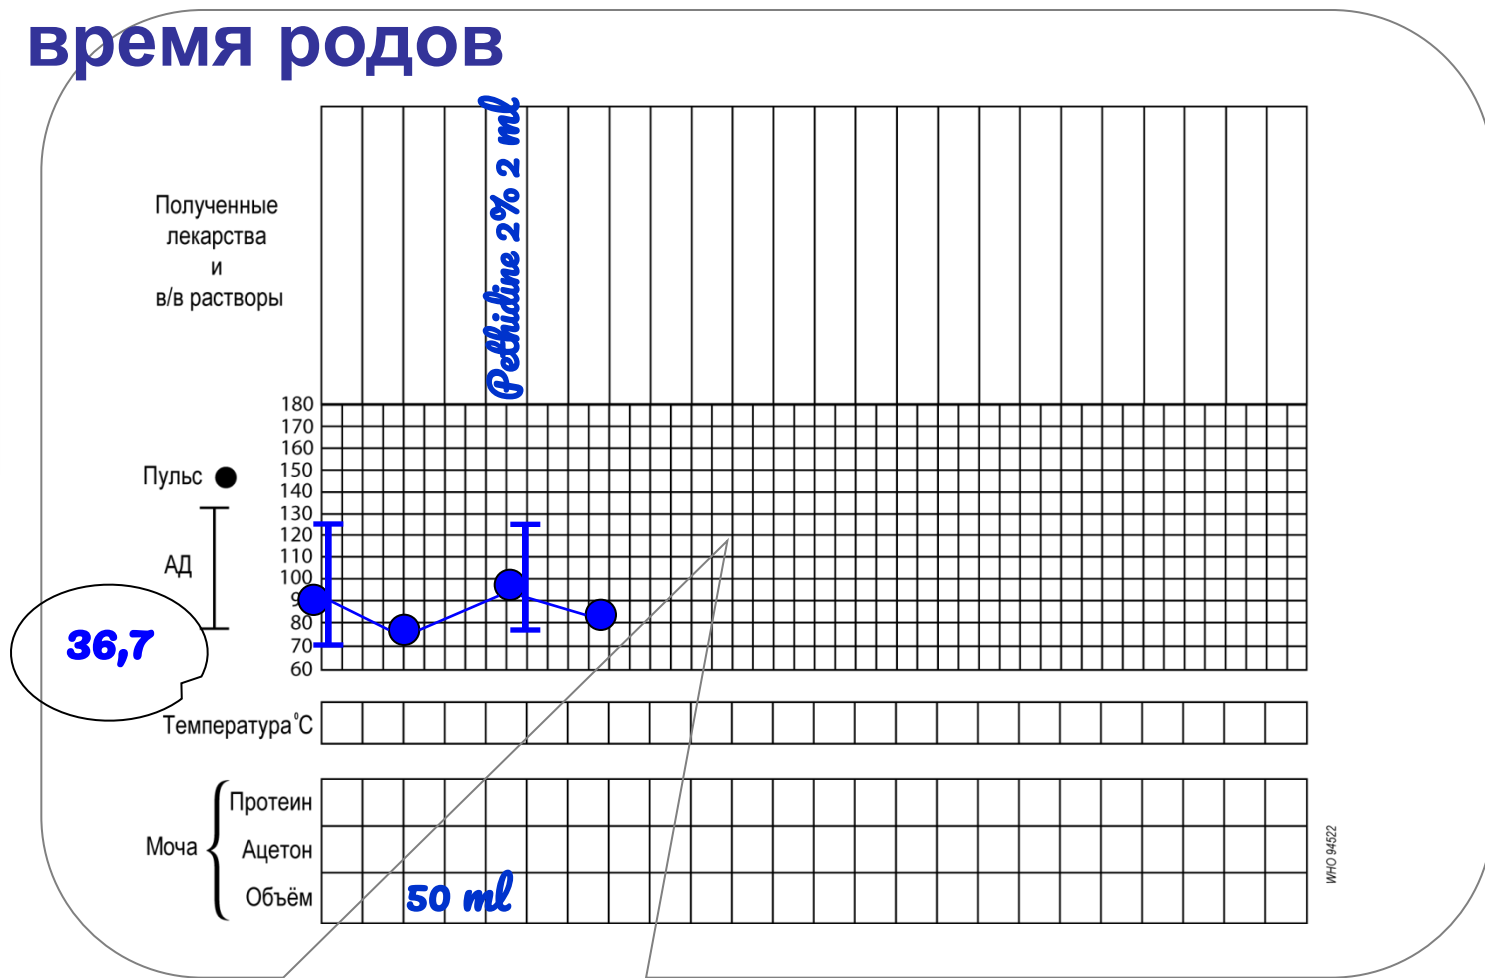 время родов
Полученные
лекарства
и
в/в растворы
Pethidine 2% 2 ml
180
170
160
150
140
130
120
110
100
9
80
70
60
Пульс
АД
36,7
Температура °C
Моча
Протеин
Ацетон
Объём
50 ml
WHO 94522